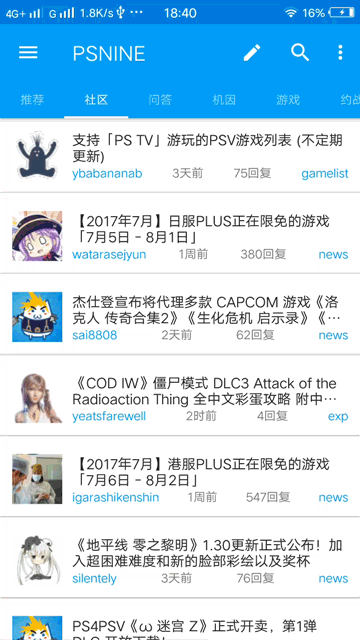 4G+ G 1.8K/s ... 18:40 16%
PSNINE
推荐 社区 问答 机因 游戏 约战
支持「PS TV」游玩的PSV游戏列表 (不定期
更新)
ybabananab 3天前 75回复 gamelist
【2017年7月】日服PLUS正在限免的游戏
「7月5日 - 8月1日」
watarasejyun 1周前 380回复 news
杰仕登宣布将代理多款 CAPCOM 游戏《洛
克人 传奇合集2》《生化危机 启示录》《…
sai8808 2天前 62回复 news
《COD IW》僵尸模式 DLC3 Attack of the
Radioaction Thing 全中文彩蛋攻略 附中…
yeatsfarewell 2时前 4回复 exp
【2017年7月】港服PLUS正在限免的游戏
「7月6日 - 8月2日」
igarashikenshin 1周前 547回复 news
《地平线 零之黎明》1.30更新正式公布！加
入超困难难度和新的脸部彩绘以及奖杯
silentely 3天前 76回复 news
PS4PSV《ω 迷宫 Z》正式开卖，第1弹
DLC 开放下载！